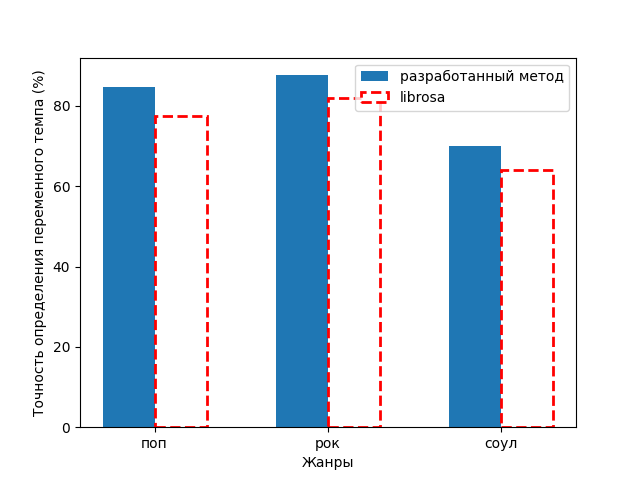 разработанный метод
librosa
Точность определения переменного темпа (%)
80
60
40
20
0
поп
рок
соул
Жанры